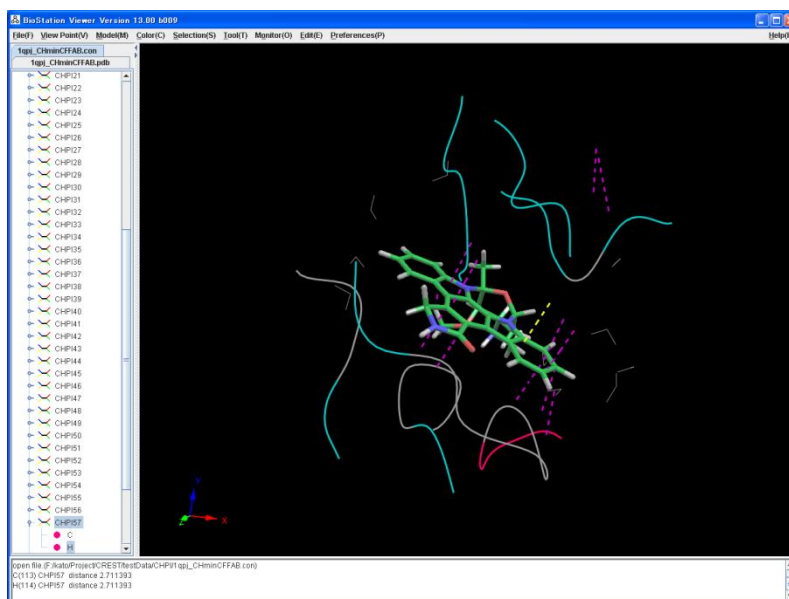 BioStation Viewer Version 13.00 b009
File(F) View Point(V) Model(M) Color(C) Selection(S) Tool(T) Monitor(O) Edit(E) Preferences(P) Help(
1qpj_CHminCFFAB.con
1qpj_CHminCFFAB.pdb
CHPI21
CHPI22
CHPI23
CHPI24
CHPI25
CHPI26
CHPI27
CHPI28
CHPI29
CHPI30
CHPI31
CHPI32
CHPI33
CHPI34
CHPI35
CHPI36
CHPI37
CHPI38
CHPI39
CHPI40
CHPI41
CHPI42
CHPI43
CHPI44
CHPI45
CHPI46
CHPI47
CHPI48
CHPI49
CHPI50
CHPI51
CHPI52
CHPI53
CHPI54
CHPI55
CHPI56
CHPI57
C
H
Y
X
Z
open file.(F:/kato/Project/CREST/testData/CHPI/1qpj_CHminCFFAB.con)
C(113) CHPI57 distance 2.711393
H(114) CHPI57 distance 2.711393